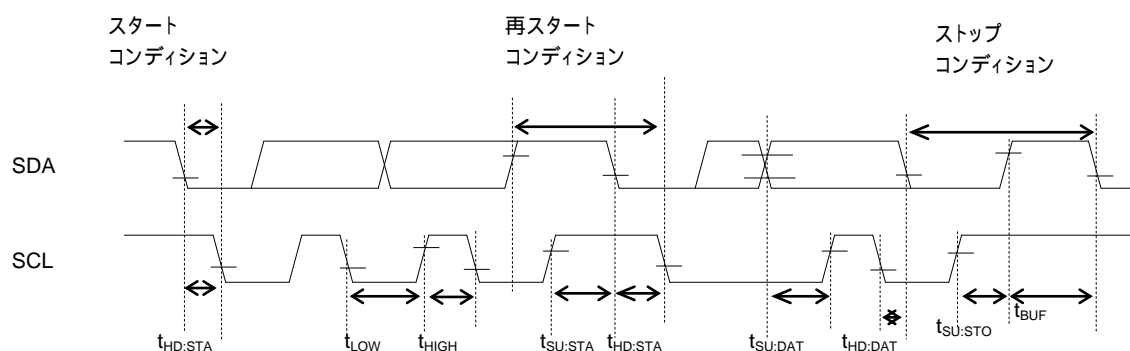 スタート
コンディション
再スタート
コンディション
ストップ
コンディション
SDA
SCL
tHD:STA
tLOW
tHIGH
tSU:STA
tHD:STA
tSU:DAT
tHD:DAT
tSU:STO
tBUF